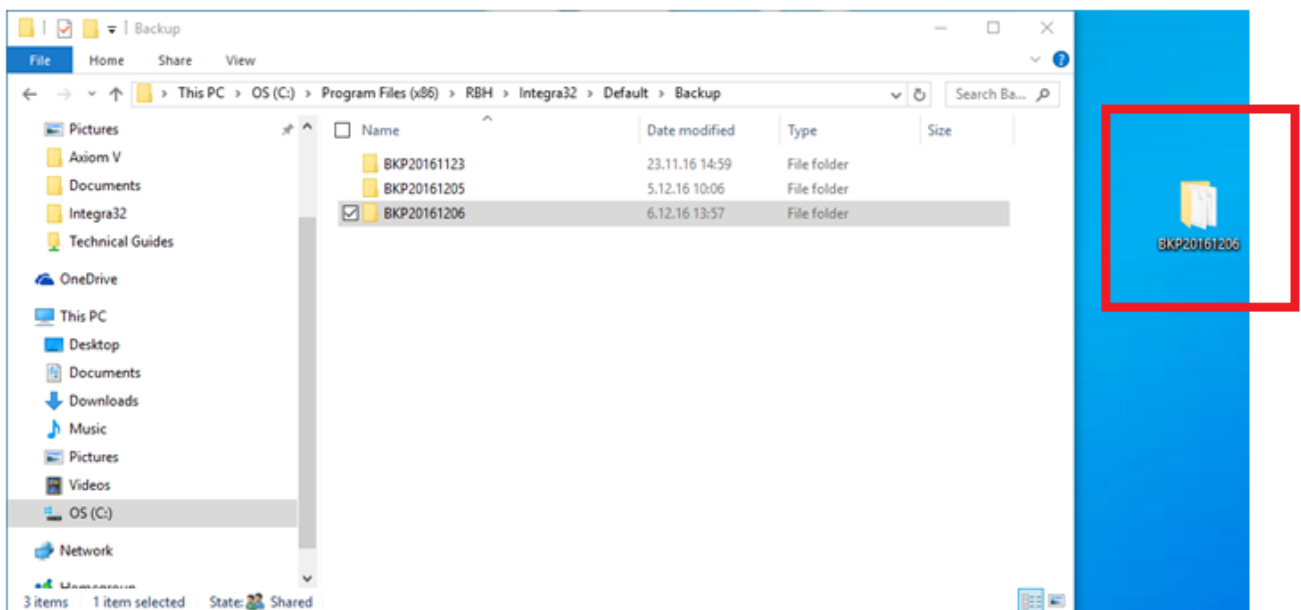 Backup
File Home Share View
This PC > OS (C:) > Program Files (x86) > RBH > Integra32 > Default > Backup
Search Ba...
Pictures
Axiom V
Documents
Integra32
Technical Guides
OneDrive
This PC
Desktop
Documents
Downloads
Music
Pictures
Videos
OS (C:)
Network
Homegroup
Name Date modified Type Size
BKP20161123 23.11.16 14:59 File folder
BKP20161205 5.12.16 10:06 File folder
BKP20161206 6.12.16 13:57 File folder
3 items 1 item selected State: Shared
BKP20161206